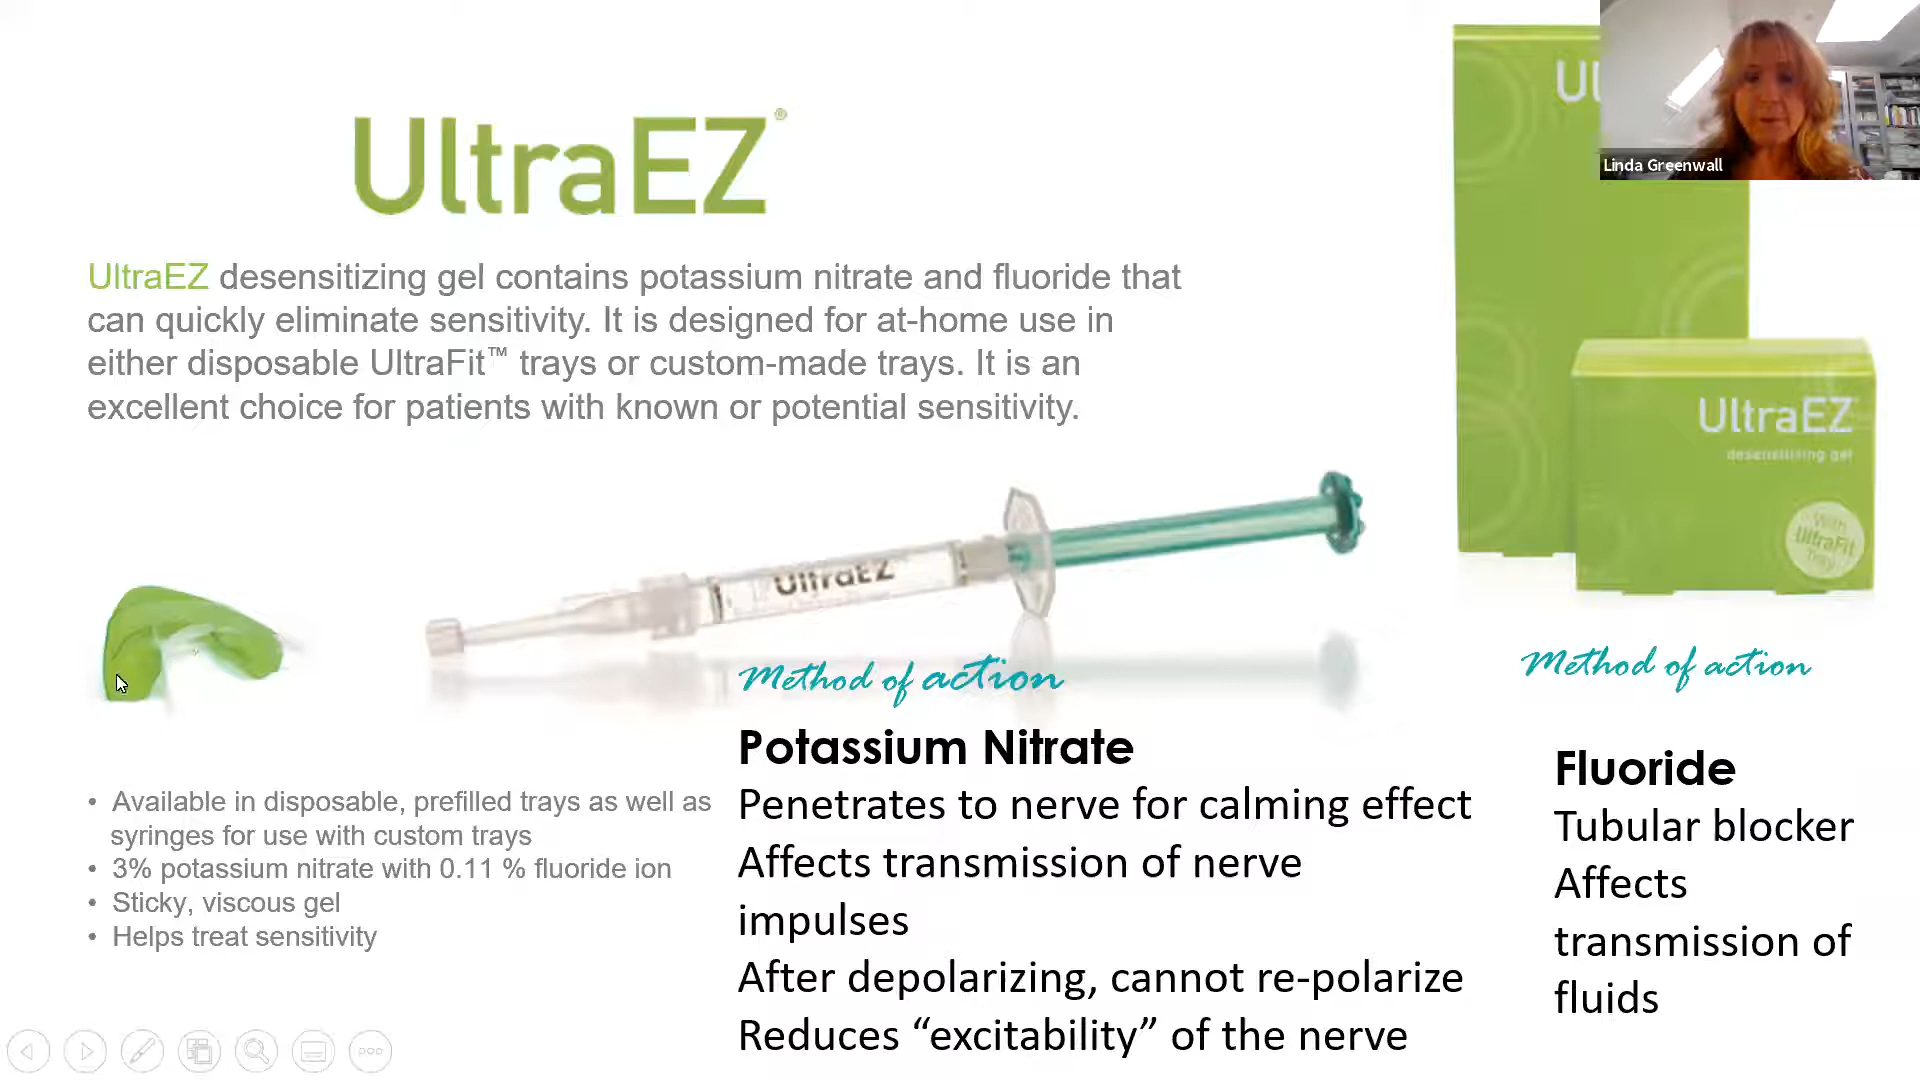 UltraEZ®
UltraEZ desensitizing gel contains potassium nitrate and fluoride that
can quickly eliminate sensitivity. It is designed for at-home use in
either disposable UltraFit™ trays or custom-made trays. It is an
excellent choice for patients with known or potential sensitivity.
Ul
Linda Greenwall
UltraEZ
desensitising gel
With
UltraFit
Trays
UltraEZ
Method of action
Potassium Nitrate
Penetrates to nerve for calming effect
Affects transmission of nerve
impulses
After depolarizing, cannot re-polarize
Reduces “excitability” of the nerve
Method of action
Fluoride
Tubular blocker
Affects
transmission of
fluids
• Available in disposable, prefilled trays as well as
syringes for use with custom trays
• 3% potassium nitrate with 0.11 % fluoride ion
• Sticky, viscous gel
• Helps treat sensitivity